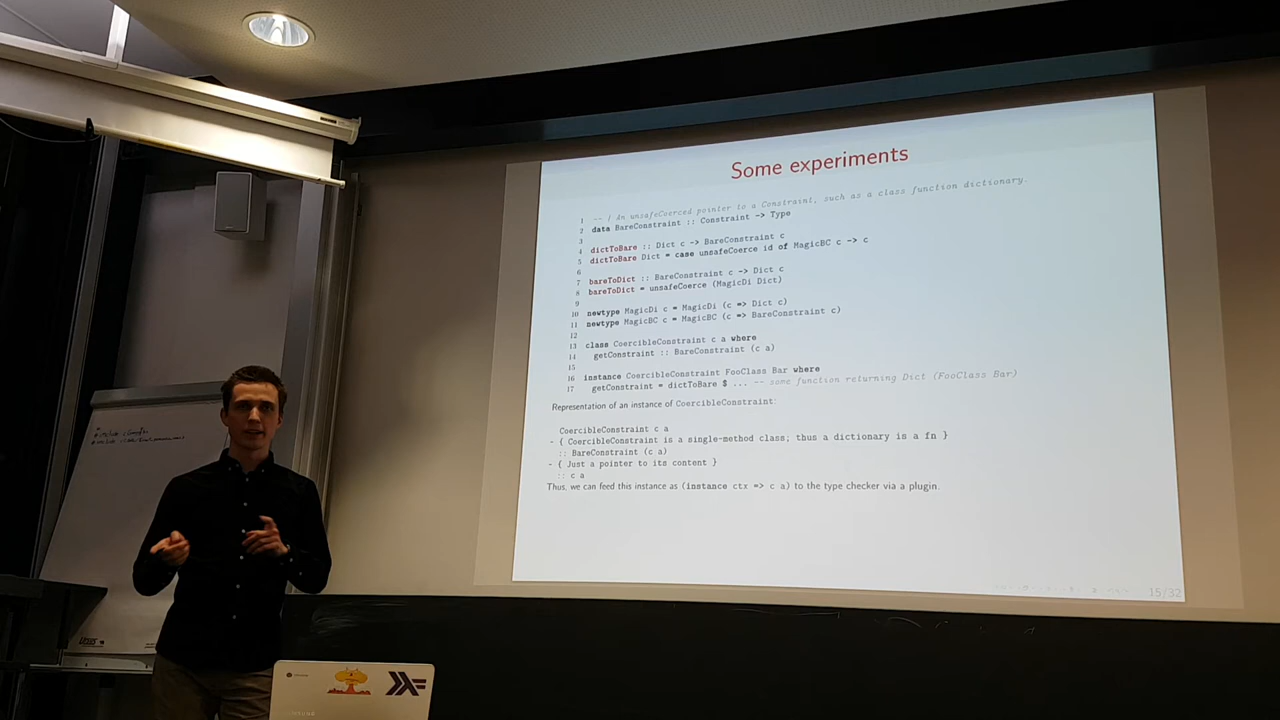 Some experiments
1 -- | An unsafeCoerced pointer to a Constraint, such as a class function dictionary.
2 data BareConstraint :: Constraint -> Type
3
4 dictToBare :: Dict c -> BareConstraint c
5 dictToBare Dict = case unsafeCoerce id of MagicBC c -> c
6
7 bareToDict :: BareConstraint c -> Dict c
8 bareToDict = unsafeCoerce (MagicDi Dict)
9
10 newtype MagicDi c = MagicDi (c => Dict c)
11 newtype MagicBC c = MagicBC (c => BareConstraint c)
12
13 class CoercibleConstraint c a where
14 getConstraint :: BareConstraint (c a)
15
16 instance CoercibleConstraint FooClass Bar where
17 getConstraint = dictToBare $ ... -- some function returning Dict (FooClass Bar)
Representation of an instance of CoercibleConstraint:
CoercibleConstraint c a
- { CoercibleConstraint is a single-method class; thus a dictionary is a fn }
:: BareConstraint (c a)
- { Just a pointer to its content }
:: c a
Thus, we can feed this instance as (instance ctx => c a) to the type checker via a plugin.
15/32